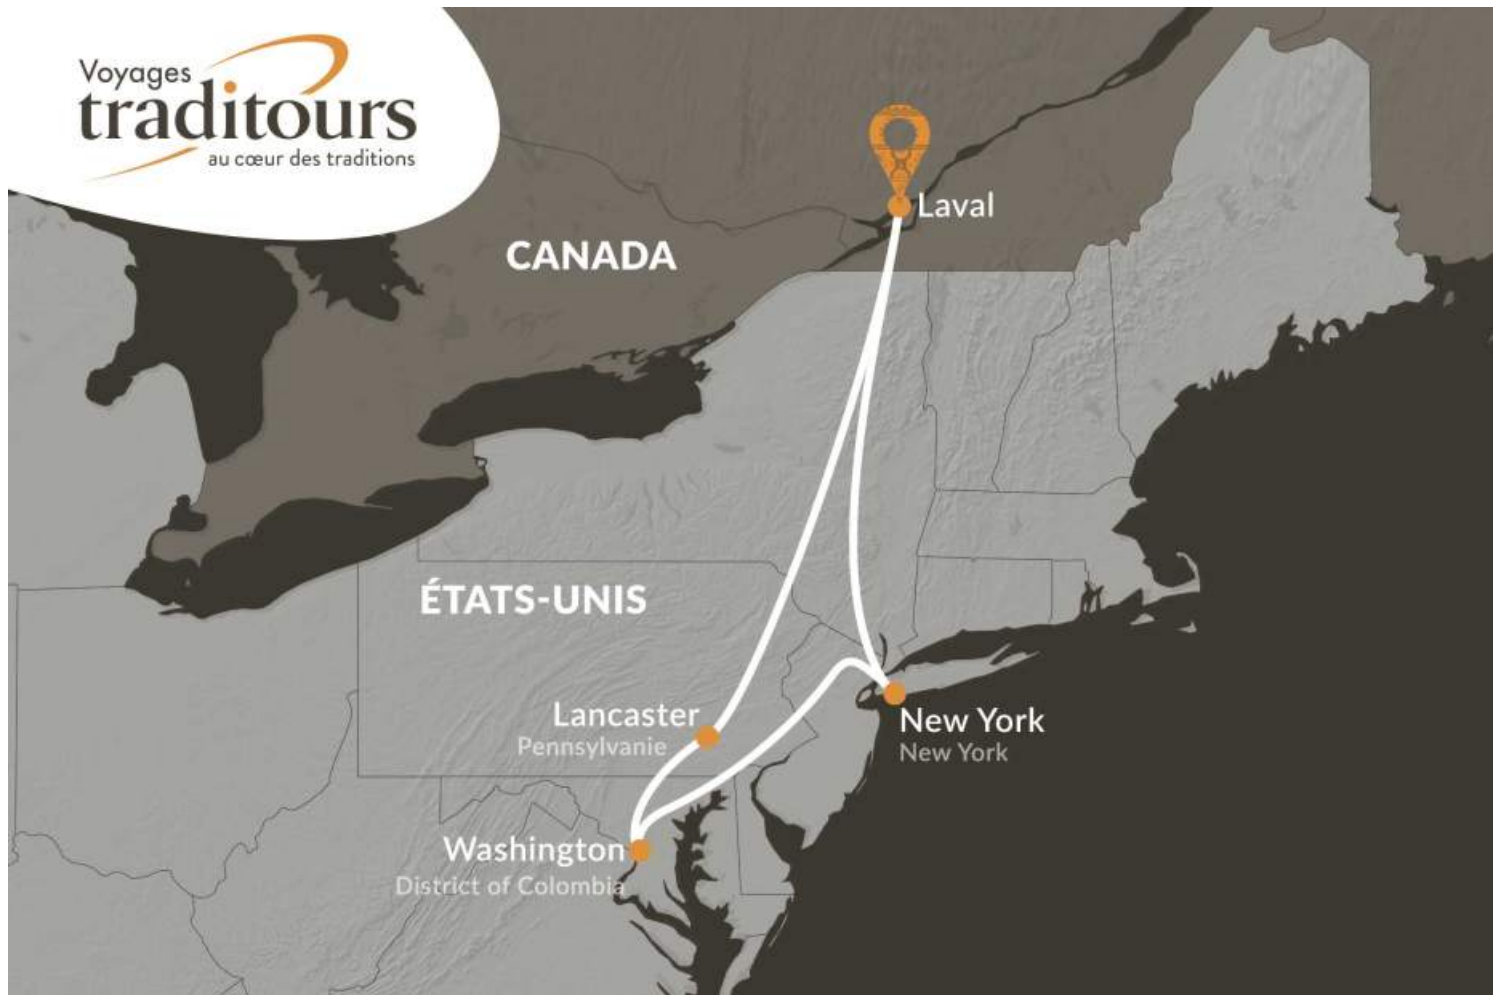 Voyages
traditours
au cœur des traditions
Laval
CANADA
ÉTATS-UNIS
Lancaster
Pennsylvanie
New York
New York
Washington
District of Colombia